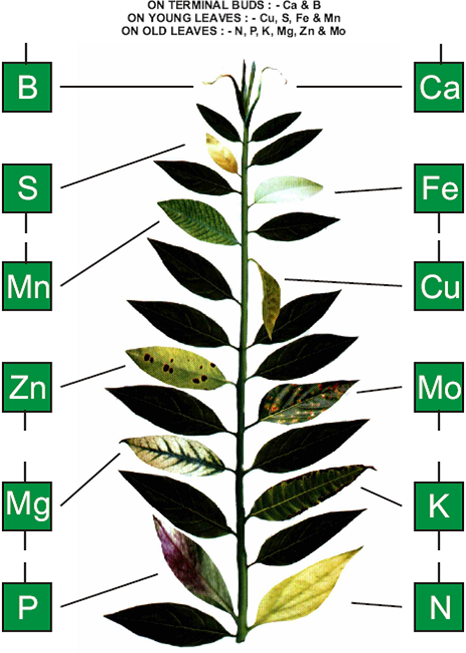 ON TERMINAL BUDS : - Ca & B
ON YOUNG LEAVES : - Cu, S, Fe & Mn
ON OLD LEAVES : - N, P, K, Mg, Zn & Mo
B
Ca
S
Fe
Mn
Cu
Zn
Mo
Mg
K
P
N